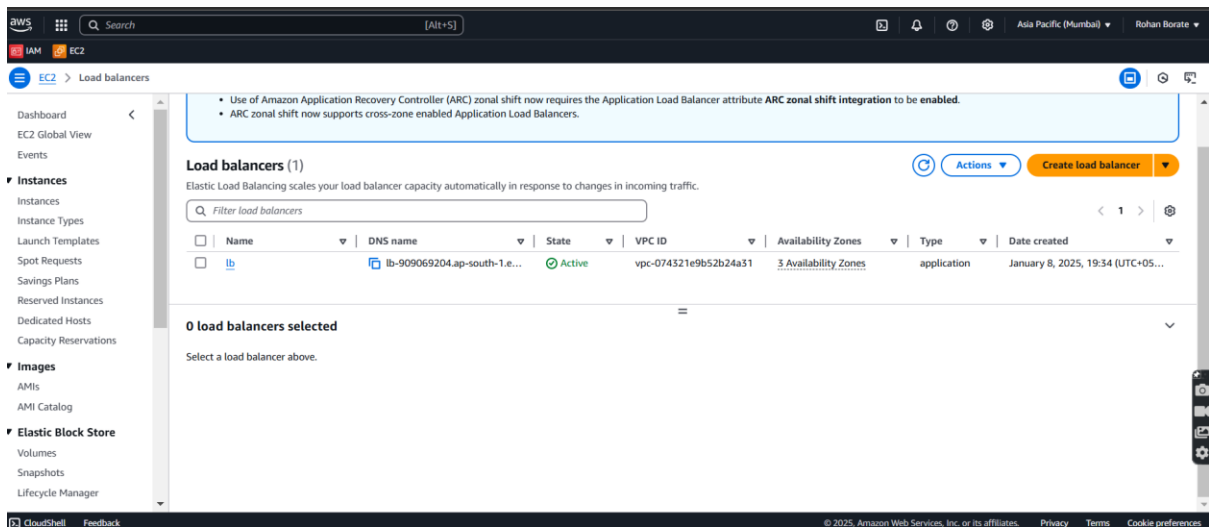 aws
Search [Alt+S] Asia Pacific (Mumbai) Rohan Borate
IAM EC2
EC2 > Load balancers
• Use of Amazon Application Recovery Controller (ARC) zonal shift now requires the Application Load Balancer attribute ARC zonal shift integration to be enabled.
• ARC zonal shift now supports cross-zone enabled Application Load Balancers.
Dashboard
EC2 Global View
Events
Instances
Instances
Instance Types
Launch Templates
Spot Requests
Savings Plans
Reserved Instances
Dedicated Hosts
Capacity Reservations
Images
AMIs
AMI Catalog
Elastic Block Store
Volumes
Snapshots
Lifecycle Manager
Load balancers (1)
Actions
Create load balancer
Elastic Load Balancing scales your load balancer capacity automatically in response to changes in incoming traffic.
Filter load balancers
< 1 >
Name DNS name State VPC ID Availability Zones Type Date created
lb lb-909069204.ap-south-1.e... Active vpc-074321e9b52b24a31 3 Availability Zones application January 8, 2025, 19:34 (UTC+05...
0 load balancers selected
Select a load balancer above.
CloudShell Feedback © 2025, Amazon Web Services, Inc. or its affiliates. Privacy Terms Cookie preferences